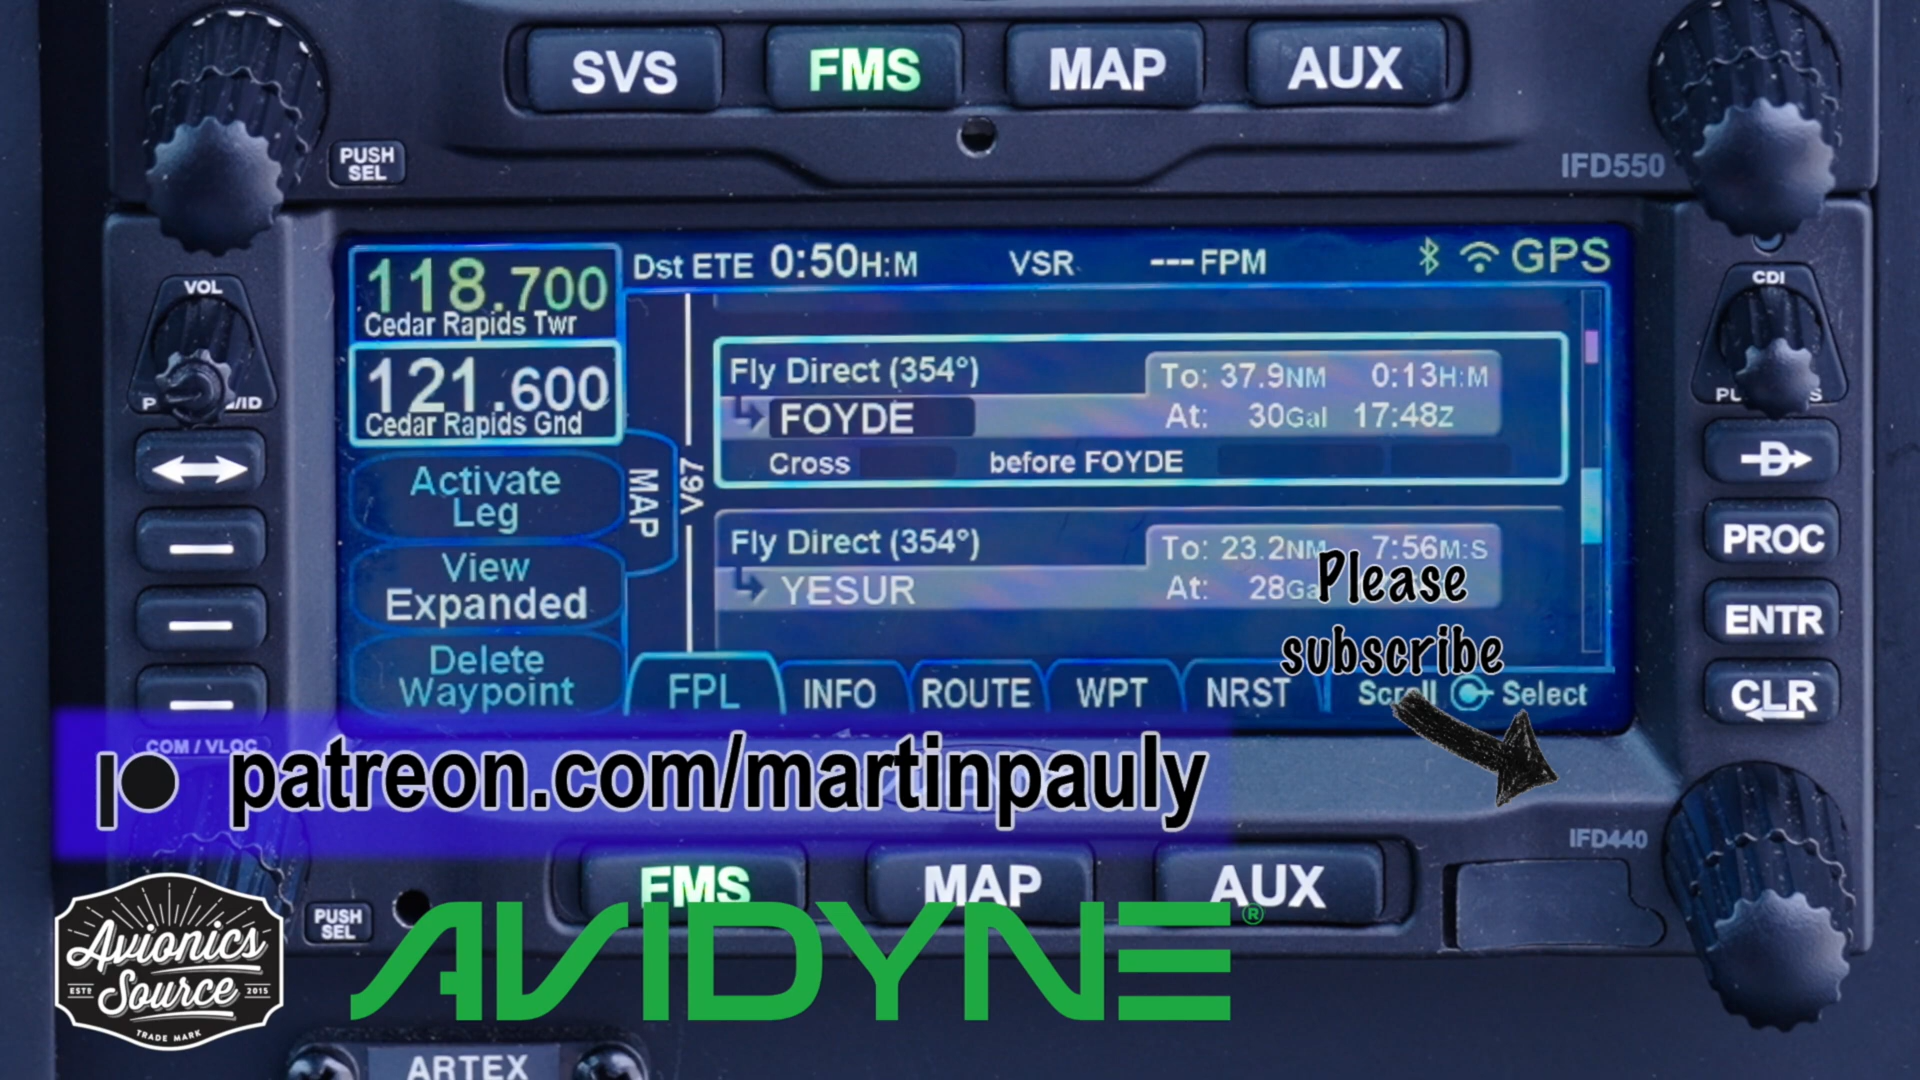 SVS FMS MAP AUX
PUSH
SEL
IFD550
118.700
Cedar Rapids Twr
Dst ETE 0:50H:M VSR ---FPM GPS
VOL
CDI
121.600
Cedar Rapids Gnd
Fly Direct (354°) To: 37.9NM 0:13H:M
FOYDE At: 30Gal 17:48Z
Cross before FOYDE
MAP
V67
Activate
Leg
View
Expanded
Delete
Waypoint
Fly Direct (354°) To: 23.2NM 7:56M:S
YESUR At: 28Ga
Please
subscribe
FPL INFO ROUTE WPT NRST Scroll Select
D
PROC
ENTR
CLR
COM / VLOC
patreon.com/martinpauly
IFD440
FMS MAP AUX
PUSH
SEL
Avionics
ESTD Source 2015
TRADE MARK
AVIDYNE®
ARTEX